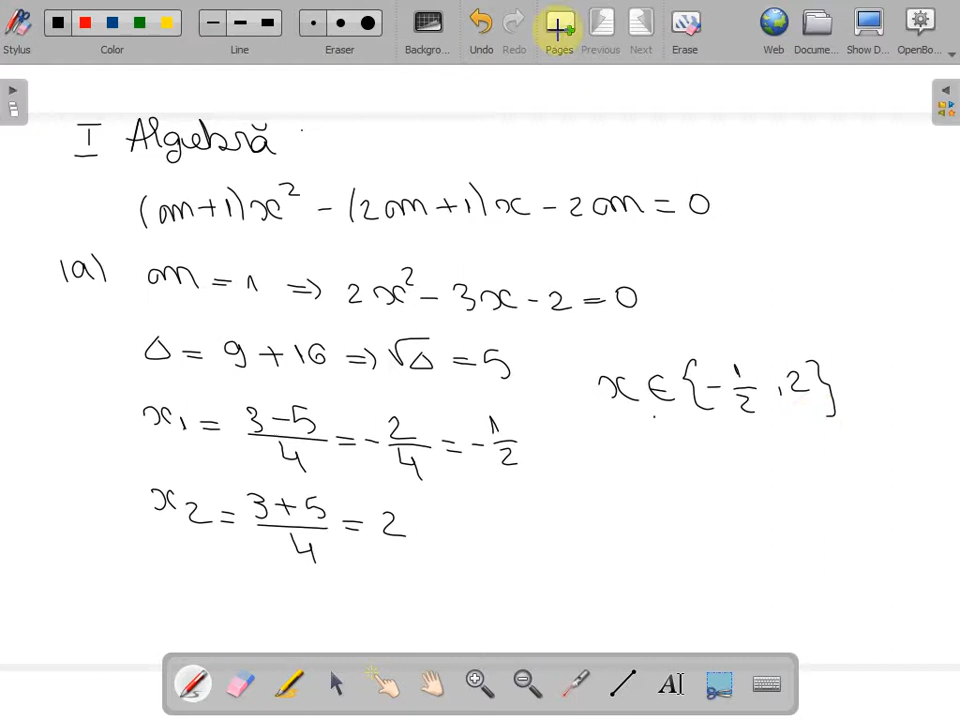 Stylus Color Line Eraser Backgro... Undo Redo Pages Previous Next Erase Web Docume... Show D... OpenBo...
I Algebră
(m+1)x² - (2m+1)x - 2m = 0
1a) m = 1 => 2x² - 3x - 2 = 0
Δ = 9 + 16 => √Δ = 5
x ∈ {-1/2, 2}
x₁ = (3-5)/4 = -2/4 = -1/2
x₂ = (3+5)/4 = 2
A